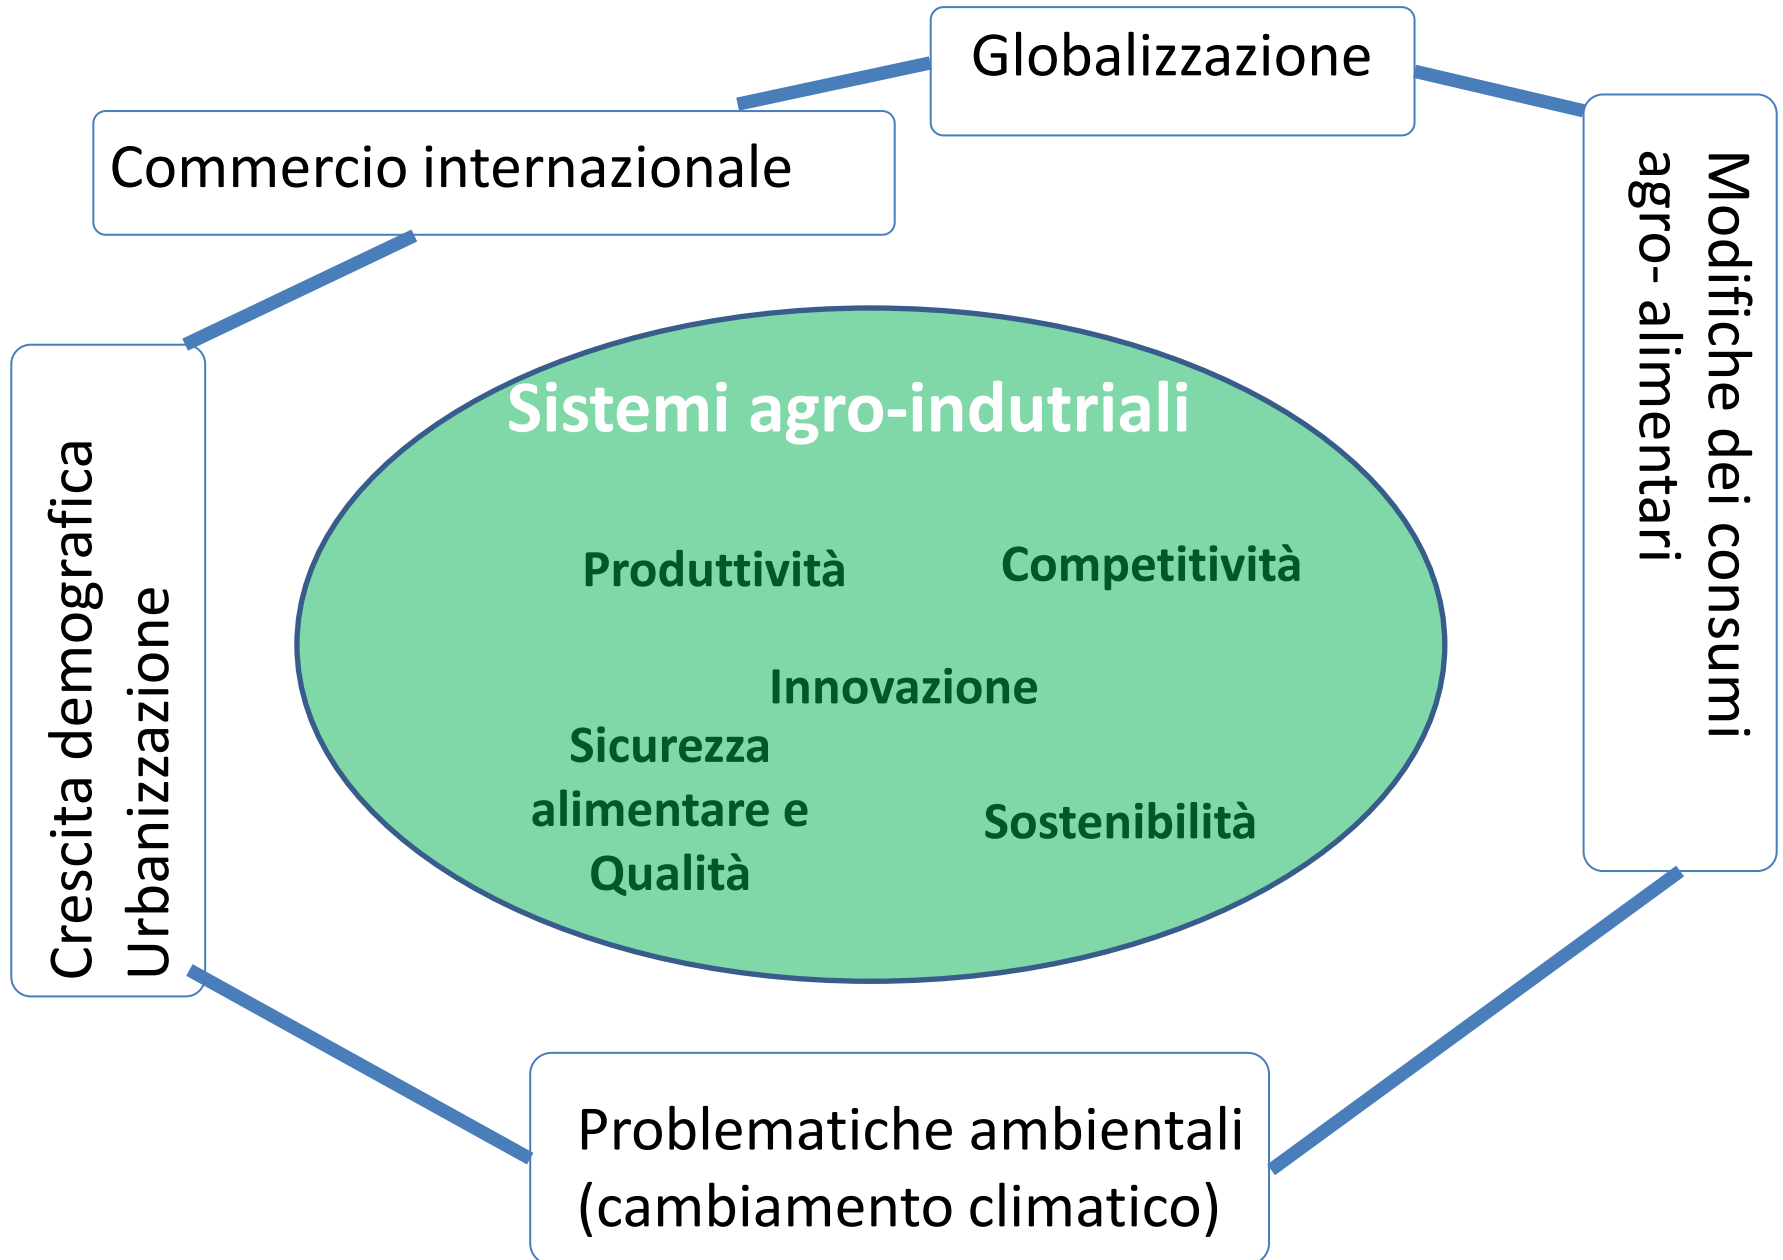 Globalizzazione
Commercio internazionale
Modifiche dei consumi
agro- alimentari
Sistemi agro-indutriali
Crescita demografica
Urbanizzazione
Produttività
Competitività
Innovazione
Sicurezza
alimentare e
Qualità
Sostenibilità
Problematiche ambientali
(cambiamento climatico)